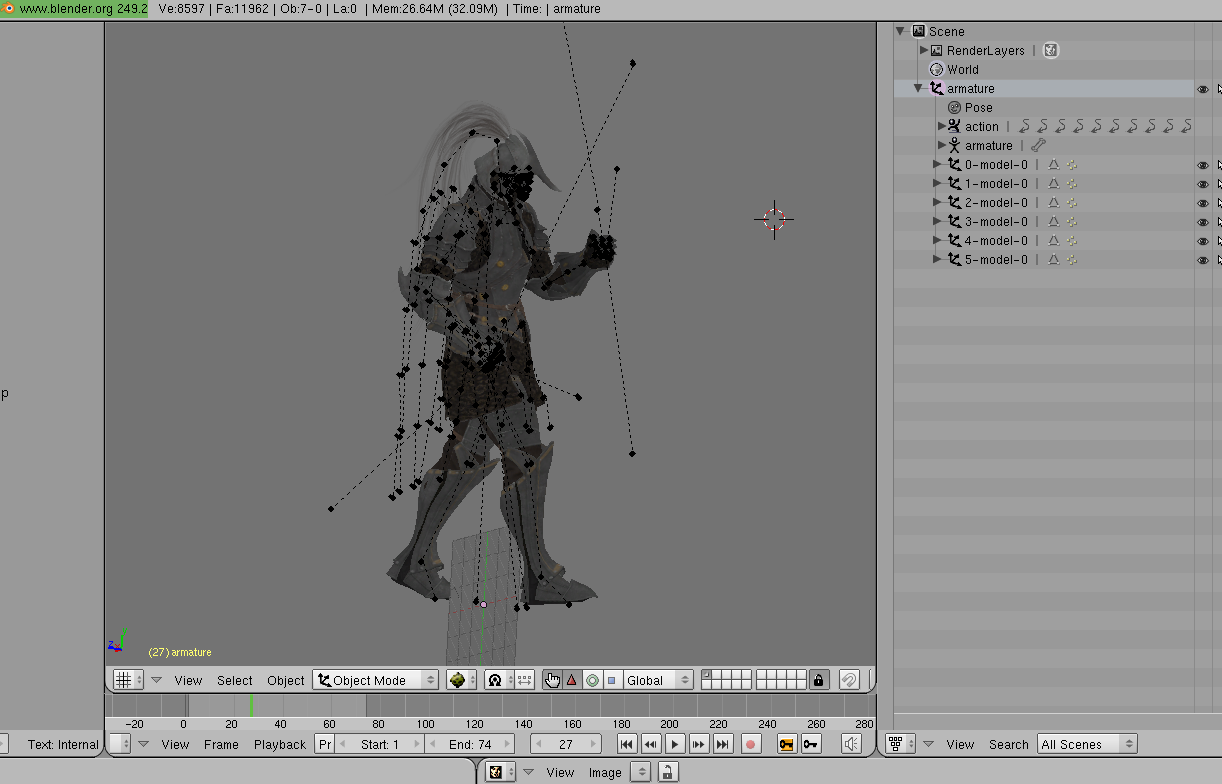 www.blender.org 249.2 Ve:8597 | Fa:11962 | Ob:7-0 | La:0 | Mem:26.64M (32.09M) | Time: | armature
Scene
RenderLayers |
World
armature
Pose
action |
armature |
0-model-0 |
1-model-0 |
2-model-0 |
3-model-0 |
4-model-0 |
5-model-0 |
p
(27) armature
View Select Object Object Mode Global
-20 0 20 40 60 80 100 120 140 160 180 200 220 240 260 280
Text: Internal View Frame Playback Pr Start: 1 End: 74 27 View Search All Scenes
View Image